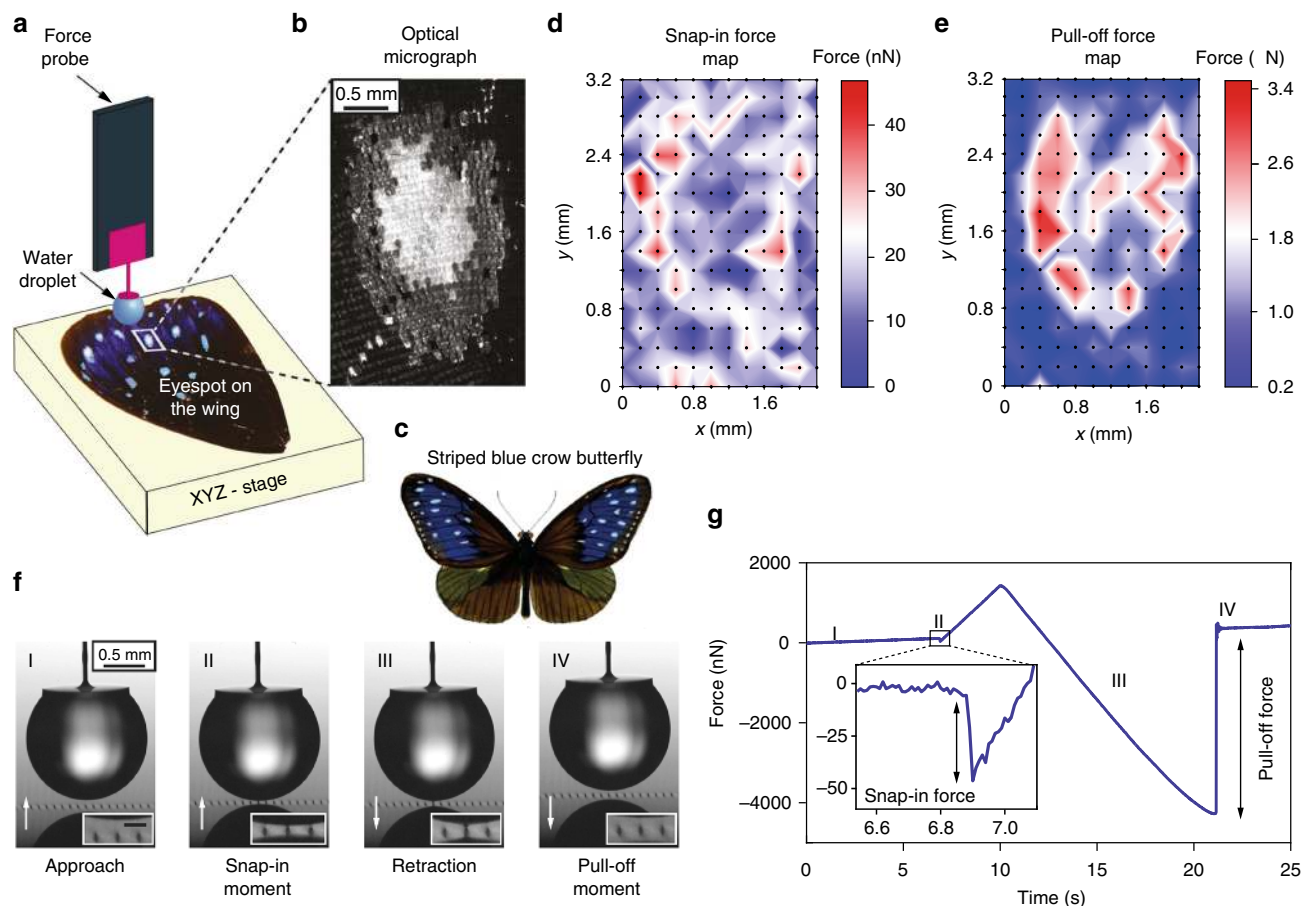 a
Force
probe
Water
droplet
Eyespot on
the wing
XYZ - stage
b
Optical
micrograph
0.5 mm
c
Striped blue crow butterfly
d
Snap-in force
map
Force (nN)
3.2
2.4
1.6
0.8
0
y (mm)
0
0.8
1.6
x (mm)
40
30
20
10
0
e
Pull-off force
map
Force ( N)
3.2
2.4
1.6
0.8
0
y (mm)
0
0.8
1.6
x (mm)
3.4
2.6
1.8
1.0
0.2
f
I
0.5 mm
Approach
II
Snap-in
moment
III
Retraction
IV
Pull-off
moment
g
2000
0
–2000
–4000
Force (nN)
I
II
III
IV
Pull-off force
0
–25
–50
Snap-in force
6.6
6.8
7.0
0
5
10
15
20
25
Time (s)